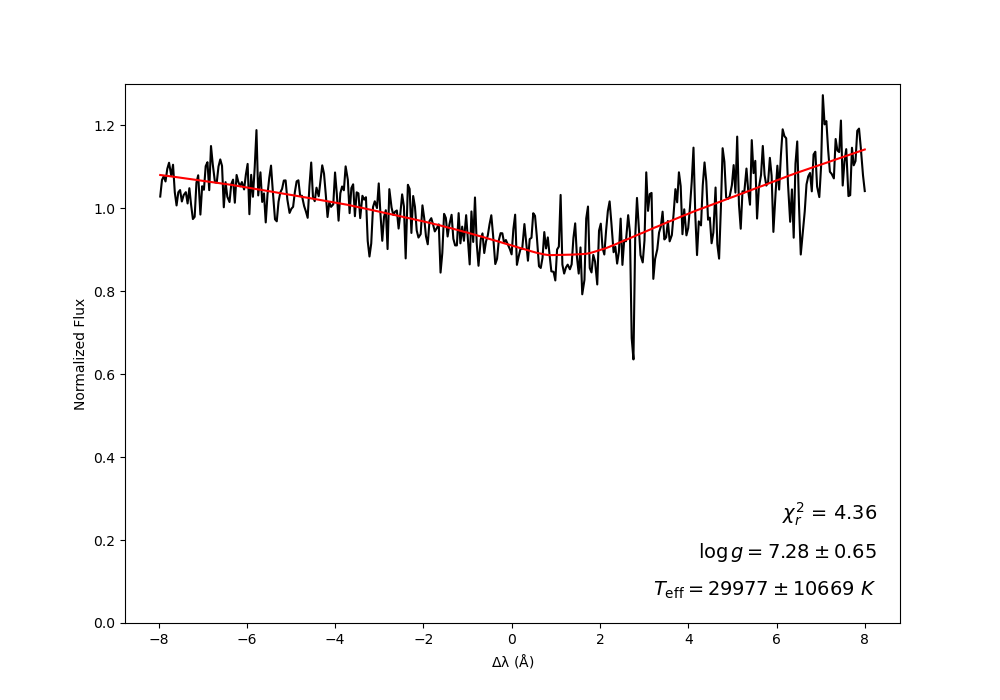 1.2
1.0
0.8
0.6
0.4
0.2
0.0
Normalized Flux
χ²ᵣ = 4.36
log g = 7.28 ± 0.65
T_eff = 29977 ± 10669 K
−8 −6 −4 −2 0 2 4 6 8
Δλ (Å)